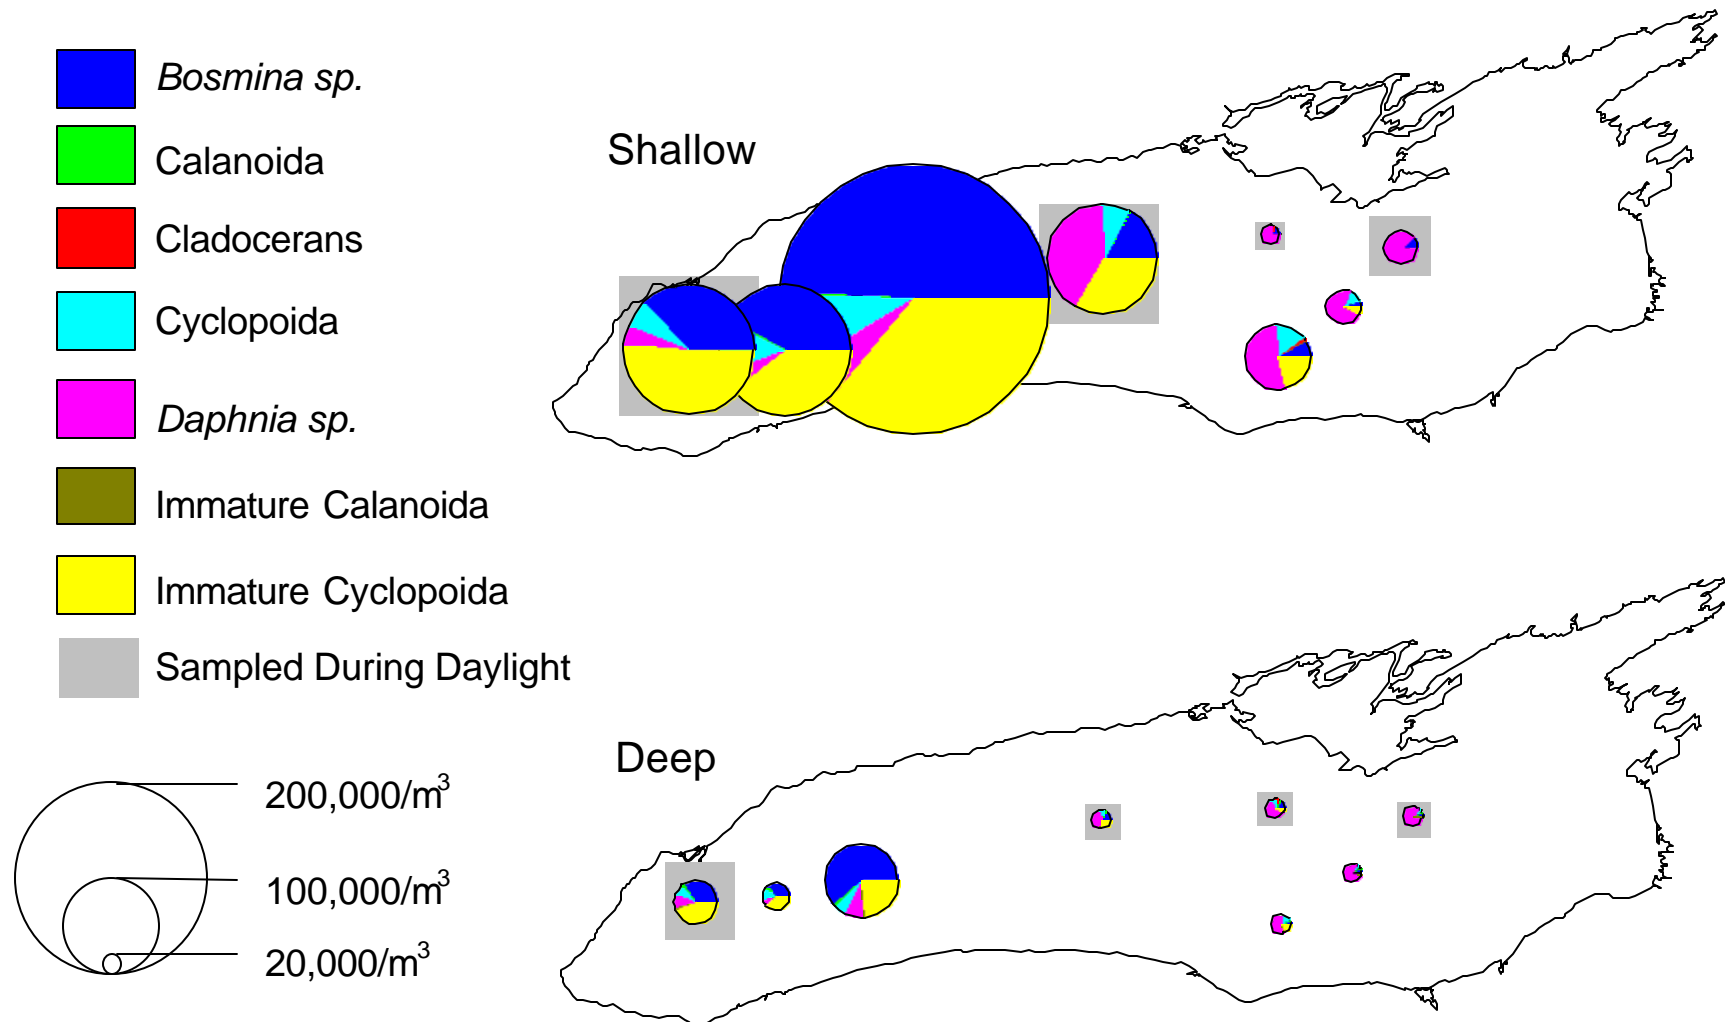 Bosmina sp.
Calanoida
Cladocerans
Cyclopoida
Daphnia sp.
Immature Calanoida
Immature Cyclopoida
Sampled During Daylight
200,000/m³
100,000/m³
20,000/m³
Shallow
Deep